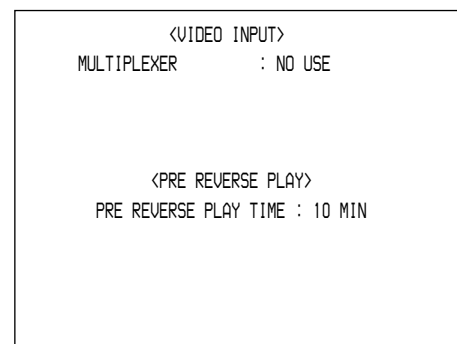 <VIDEO INPUT>
MULTIPLEXER : NO USE
<PRE REVERSE PLAY>
PRE REVERSE PLAY TIME : 10 MIN